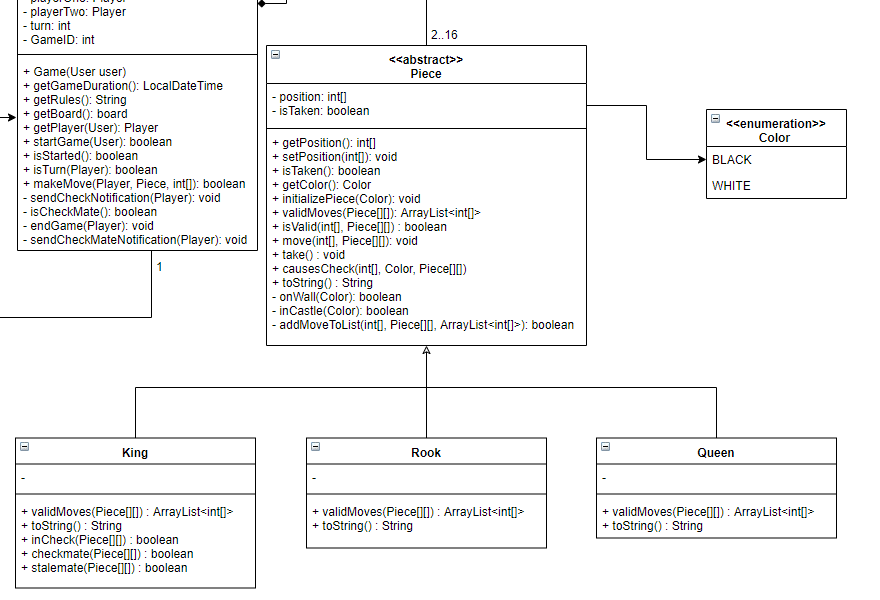 - playerOne: Player
- playerTwo: Player
- turn: int
- GameID: int
+ Game(User user)
+ getGameDuration(): LocalDateTime
+ getRules(): String
+ getBoard(): board
+ getPlayer(User): Player
+ startGame(User): boolean
+ isStarted(): boolean
+ isTurn(Player): boolean
+ makeMove(Player, Piece, int[]): boolean
- sendCheckNotification(Player): void
- isCheckMate(): boolean
- endGame(Player): void
- sendCheckMateNotification(Player): void
1
2..16
<<abstract>>
Piece
- position: int[]
- isTaken: boolean
+ getPosition(): int[]
+ setPosition(int[]): void
+ isTaken(): boolean
+ getColor(): Color
+ initializePiece(Color): void
+ validMoves(Piece[][]): ArrayList<int[]>
+ isValid(int[], Piece[][]) : boolean
+ move(int[], Piece[][]): void
+ take() : void
+ causesCheck(int[], Color, Piece[][])
+ toString() : String
- onWall(Color): boolean
- inCastle(Color): boolean
- addMoveToList(int[], Piece[][], ArrayList<int[]>): boolean
<<enumeration>>
Color
BLACK
WHITE
King
-
+ validMoves(Piece[][]) : ArrayList<int[]>
+ toString() : String
+ inCheck(Piece[][]) : boolean
+ checkmate(Piece[][]) : boolean
+ stalemate(Piece[][]) : boolean
Rook
-
+ validMoves(Piece[][]) : ArrayList<int[]>
+ toString() : String
Queen
-
+ validMoves(Piece[][]) : ArrayList<int[]>
+ toString() : String